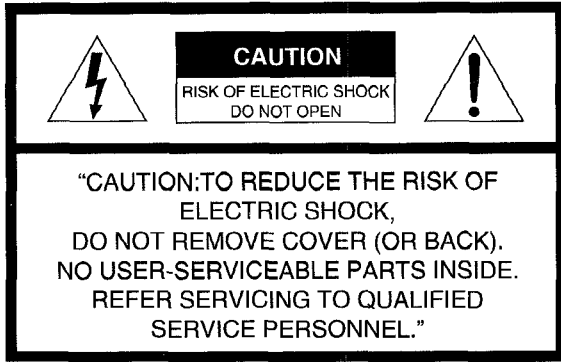 CAUTION
RISK OF ELECTRIC SHOCK
DO NOT OPEN
“CAUTION:TO REDUCE THE RISK OF
ELECTRIC SHOCK,
DO NOT REMOVE COVER (OR BACK).
NO USER-SERVICEABLE PARTS INSIDE.
REFER SERVICING TO QUALIFIED
SERVICE PERSONNEL.”